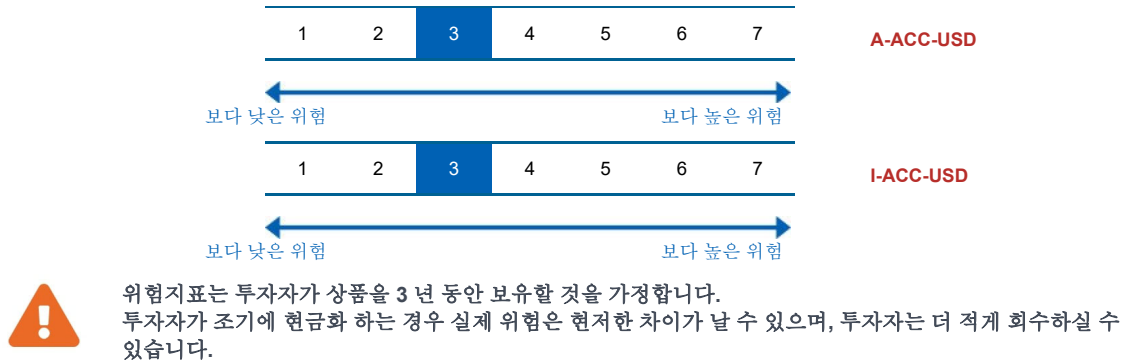 1 2 3 4 5 6 7 A-ACC-USD
보다 낮은 위험 보다 높은 위험
1 2 3 4 5 6 7 I-ACC-USD
보다 낮은 위험 보다 높은 위험
위험지표는 투자자가 상품을 3 년 동안 보유할 것을 가정합니다.
투자자가 조기에 현금화 하는 경우 실제 위험은 현저한 차이가 날 수 있으며, 투자자는 더 적게 회수하실 수
있습니다.